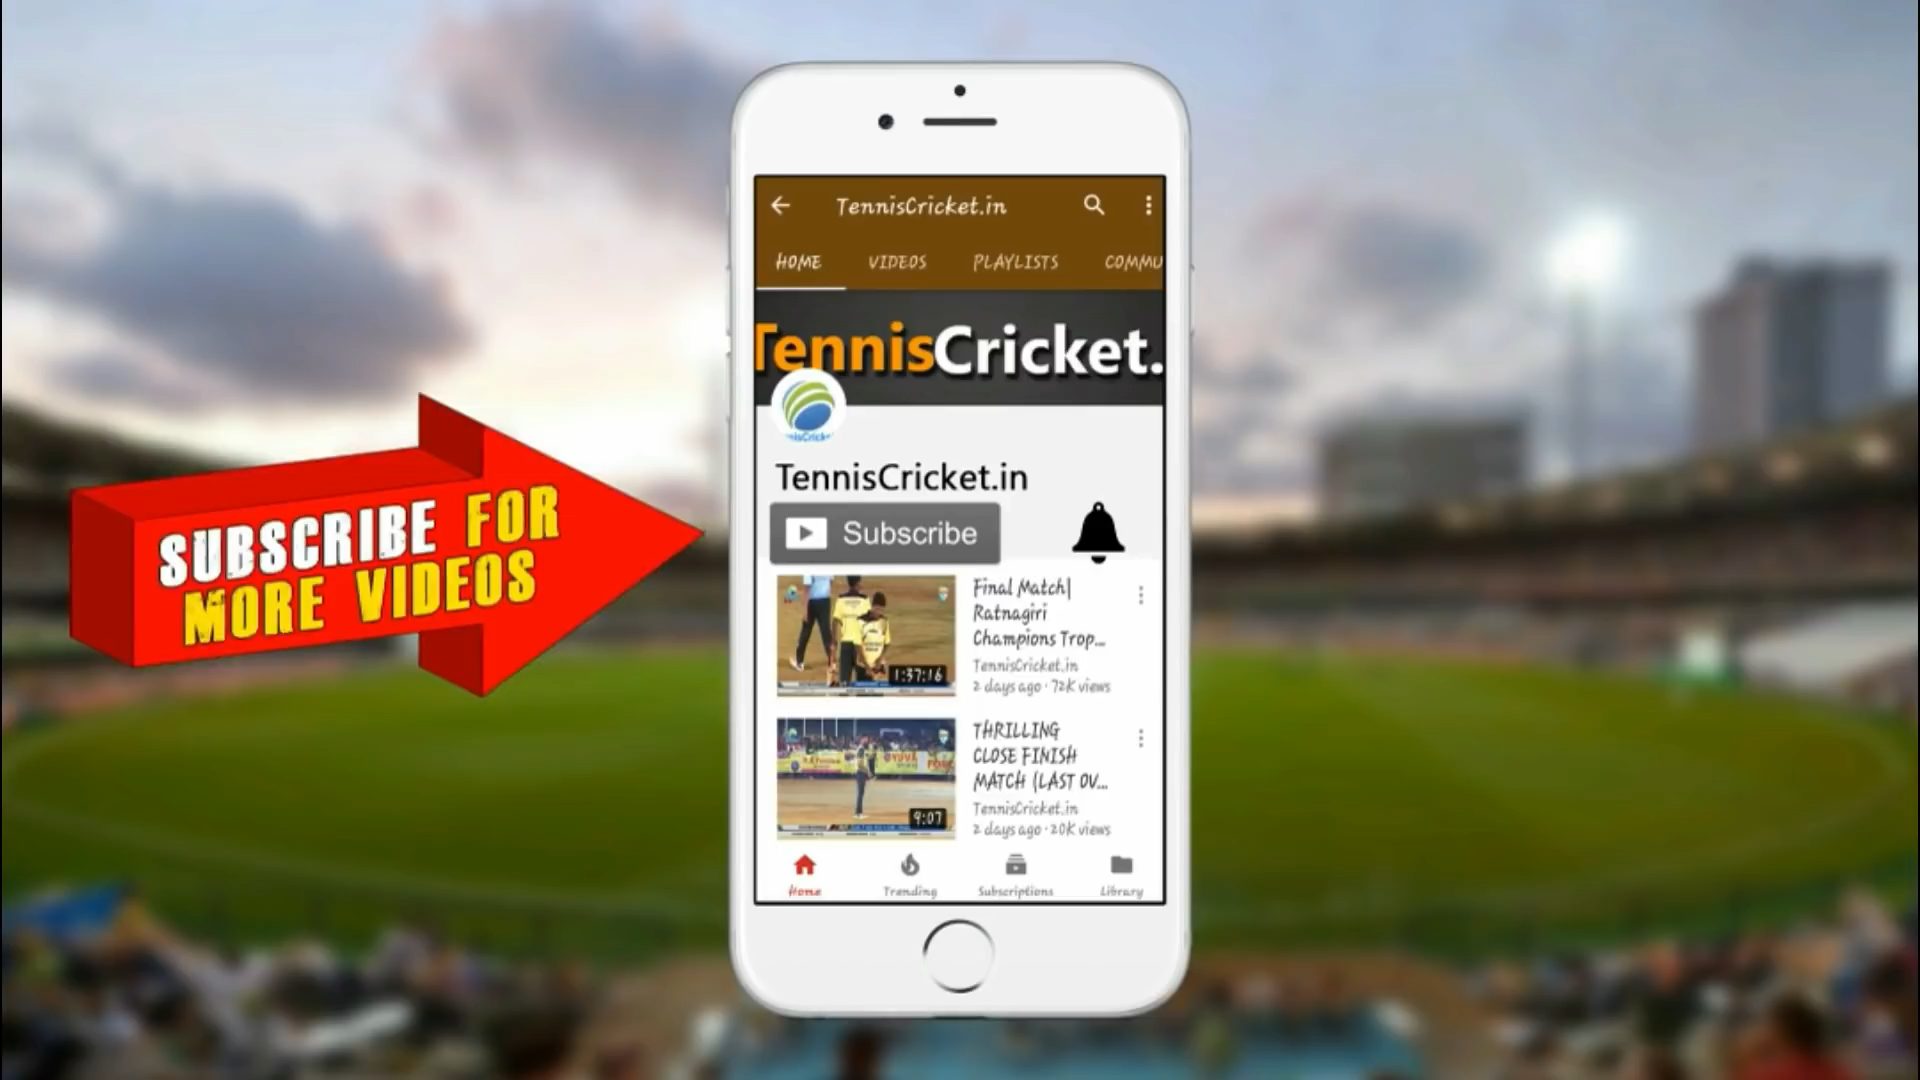 TennisCricket.in
HOME VIDEOS PLAYLISTS COMMU
TennisCricket.
TennisCricket.in
Subscribe
SUBSCRIBE FOR
MORE VIDEOS
Final Match|
Ratnagiri
Champions Trop...
TennisCricket.in
2 days ago · 72K views
1:37:16
THRILLING
CLOSE FINISH
MATCH (LAST OV...
TennisCricket.in
2 days ago · 20K views
9:07
Home Trending Subscriptions Library